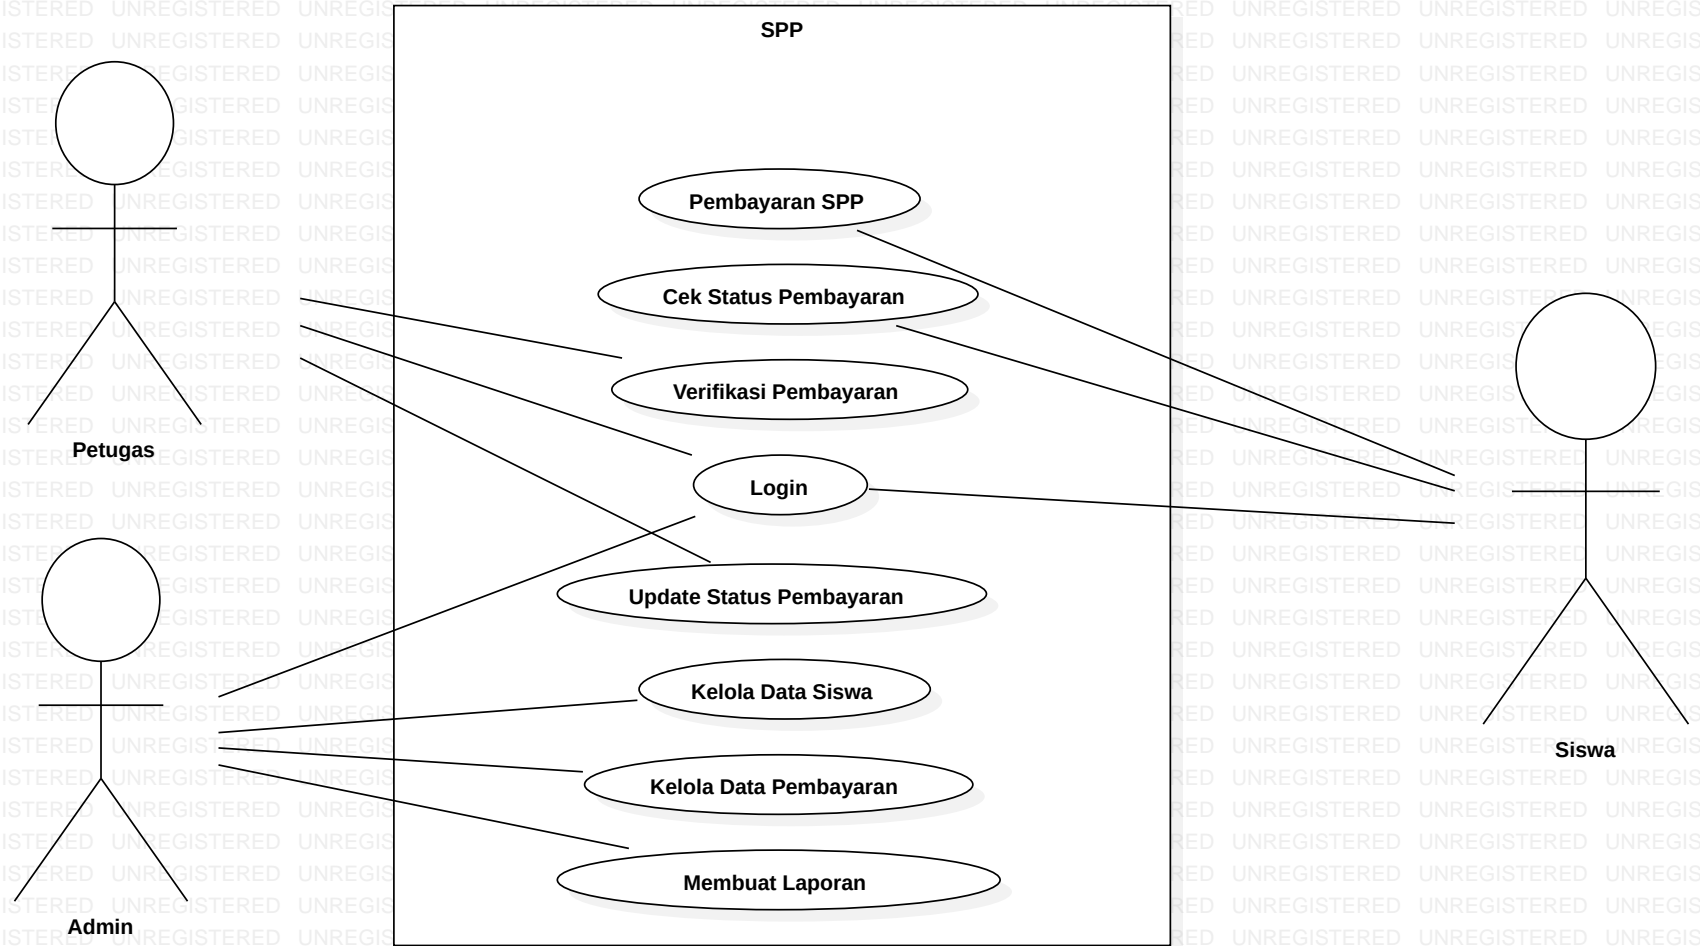 SPP
Pembayaran SPP
Cek Status Pembayaran
Verifikasi Pembayaran
Petugas
Login
Update Status Pembayaran
Kelola Data Siswa
Siswa
Kelola Data Pembayaran
Membuat Laporan
Admin
UNREGISTERED